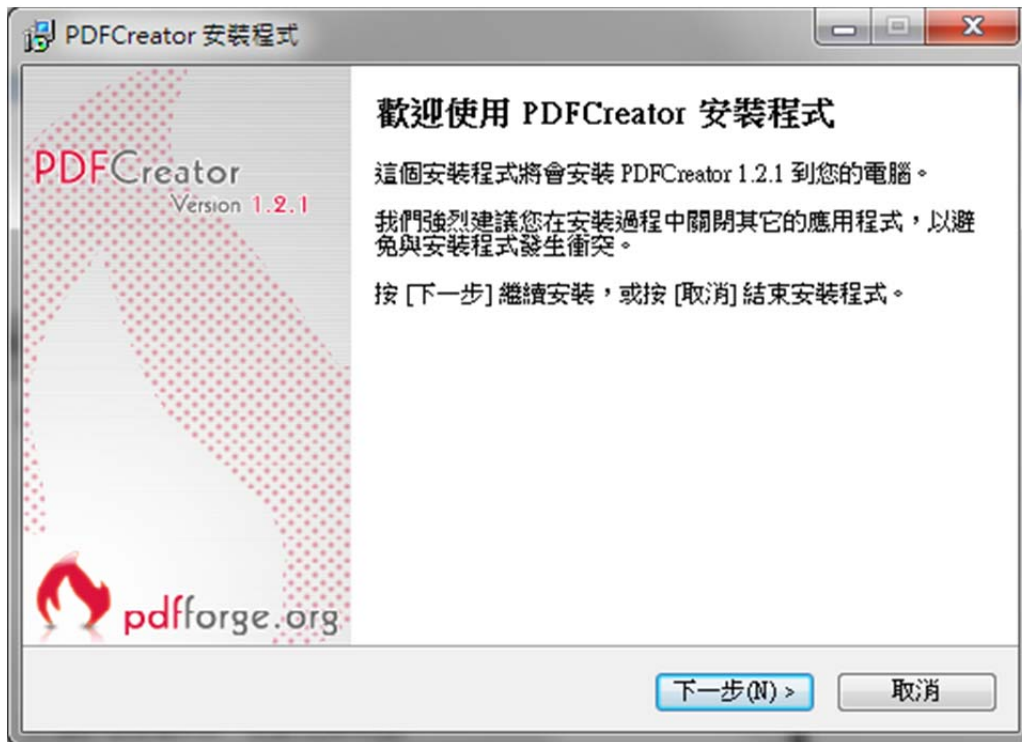 PDFCreator 安裝程式
PDFCreator
Version 1.2.1
歡迎使用 PDFCreator 安裝程式
這個安裝程式將會安裝 PDFCreator 1.2.1 到您的電腦。
我們強烈建議您在安裝過程中關閉其它的應用程式，以避
免與安裝程式發生衝突。
按 [下一步] 繼續安裝，或按 [取消] 結束安裝程式。
pdfforge.org
下一步(N) >
取消